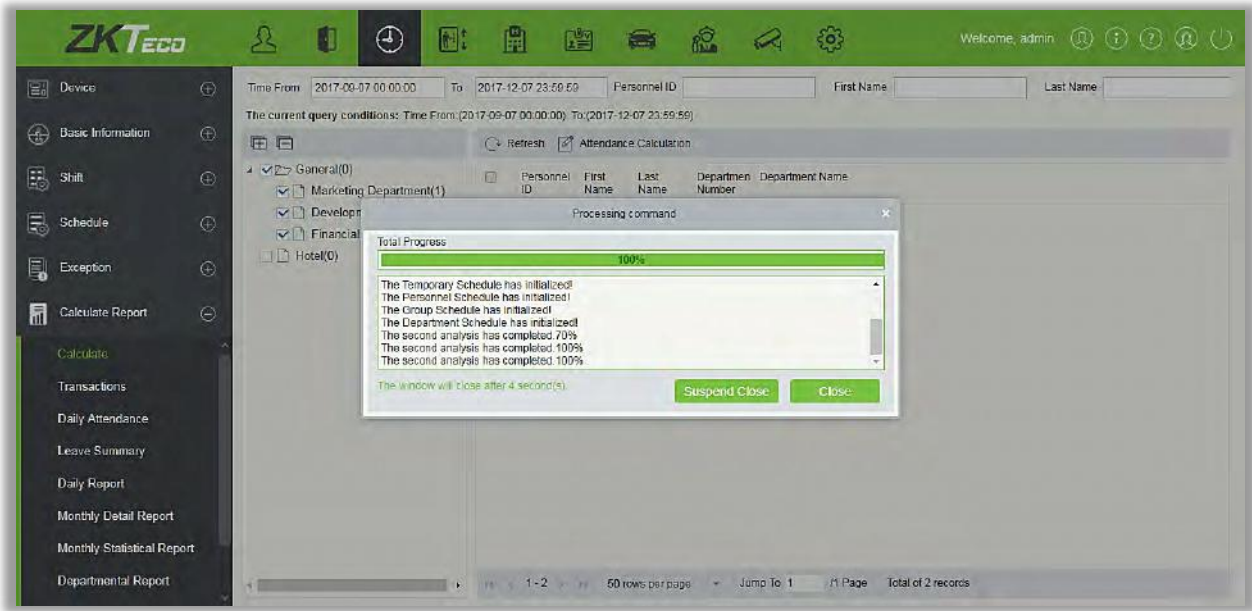 ZKTECO
Welcome, admin
Device
Basic Information
Shift
Schedule
Exception
Calculate Report
Calculate
Transactions
Daily Attendance
Leave Summary
Daily Report
Monthly Detail Report
Monthly Statistical Report
Departmental Report
Time From 2017-09-07 00:00:00 To 2017-12-07 23:59:59 Personnel ID First Name Last Name
The current query conditions: Time From:(2017-09-07 00:00:00) To:(2017-12-07 23:59:59)
Refresh Attendance Calculation
General(0)
Marketing Department(1)
Developm
Financial
Hotel(0)
Personnel First Last Departmen Department Name
ID Name Name Number
Processing command
Total Progress
100%
The Temporary Schedule has initialized!
The Personnel Schedule has initialized!
The Group Schedule has initialized!
The Department Schedule has initialized!
The second analysis has completed.70%
The second analysis has completed.100%
The second analysis has completed.100%
The window will close after 4 second(s).
Suspend Close Close
1-2 50 rows per page Jump To 1 /1 Page Total of 2 records